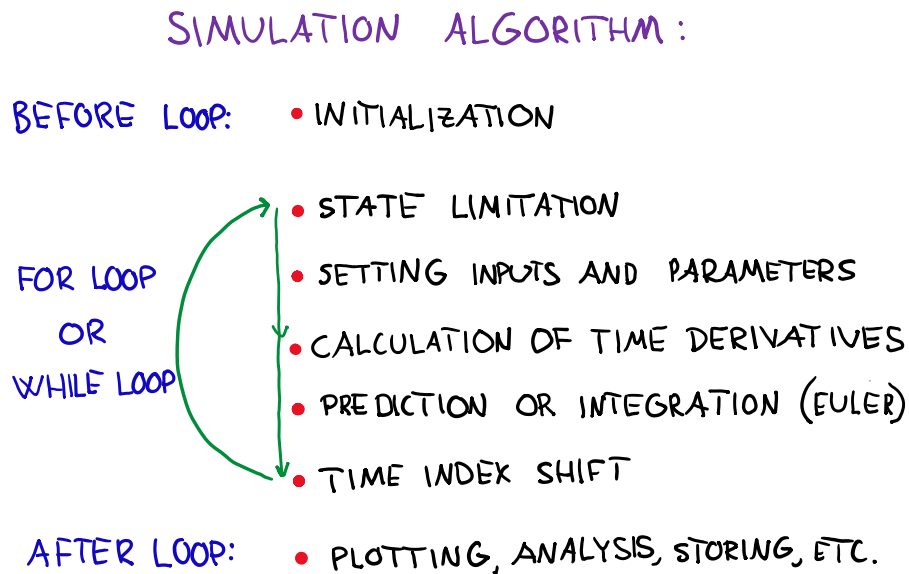 SIMULATION ALGORITHM:
BEFORE LOOP: • INITIALIZATION
• STATE LIMITATION
• SETTING INPUTS AND PARAMETERS
FOR LOOP
OR
WHILE LOOP
• CALCULATION OF TIME DERIVATIVES
• PREDICTION OR INTEGRATION (EULER)
• TIME INDEX SHIFT
AFTER LOOP: • PLOTTING, ANALYSIS, STORING, ETC.